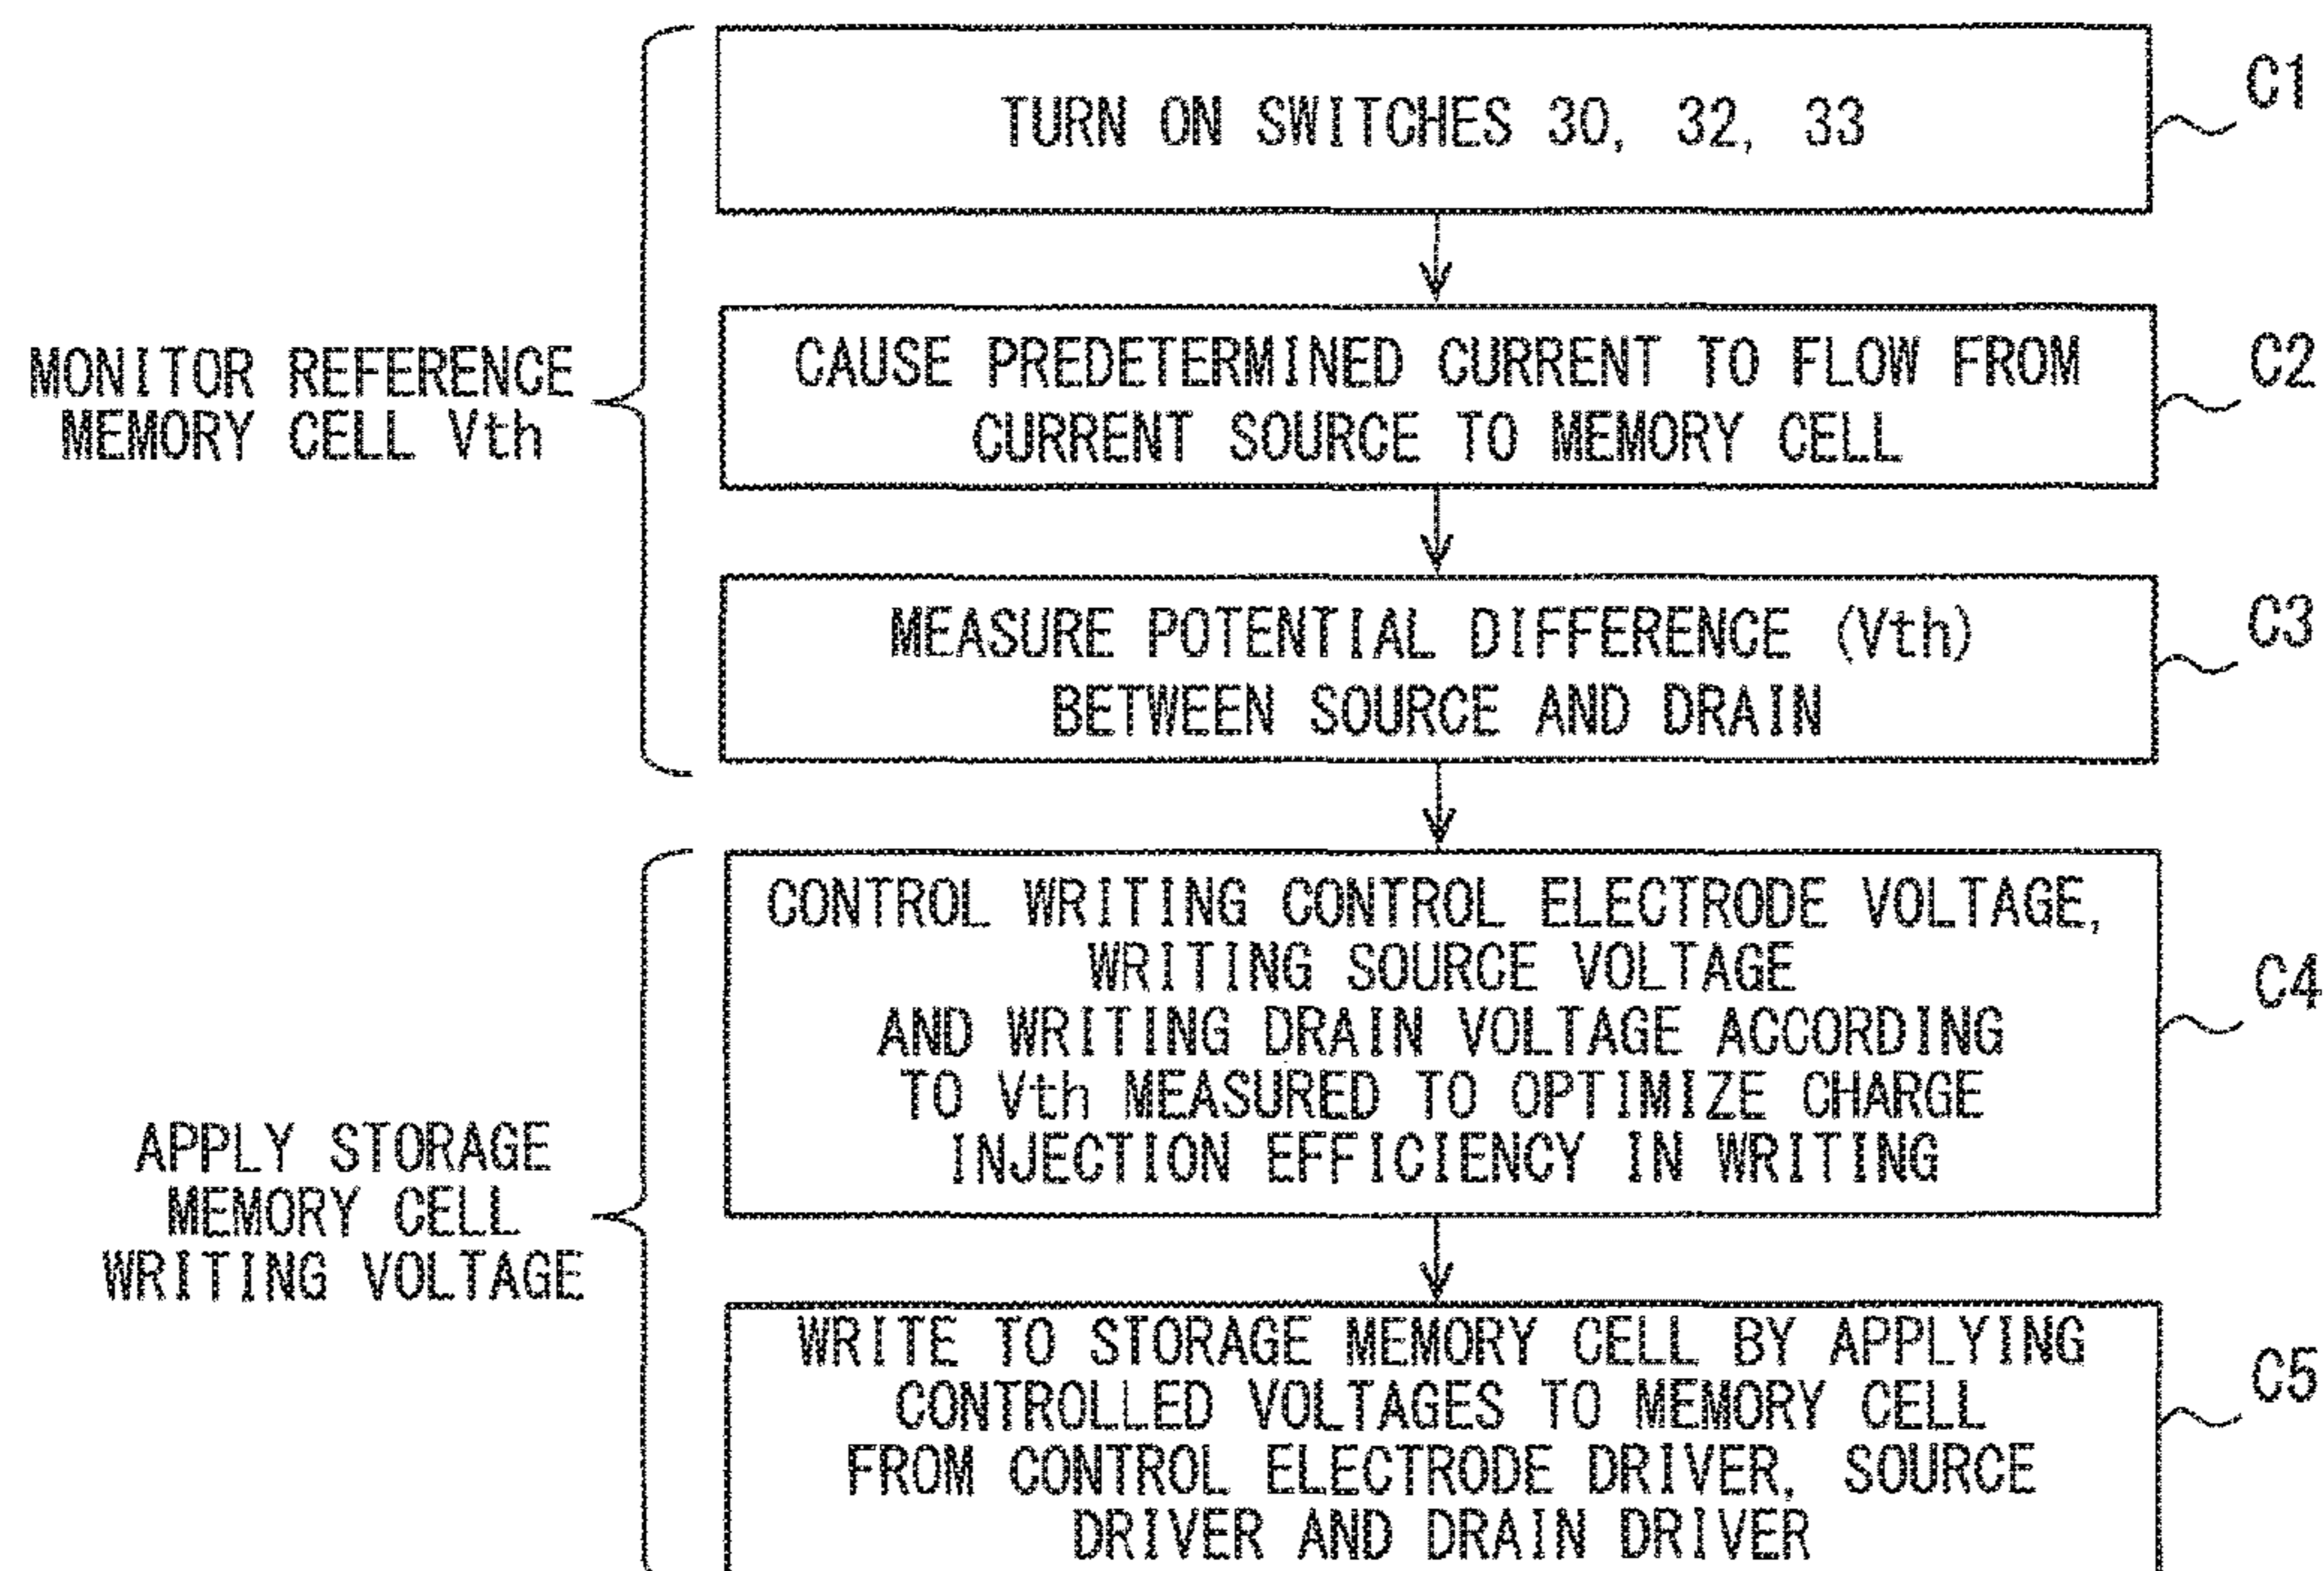 TURN ON SWITCHES 30, 32, 33
C1
MONITOR REFERENCE
MEMORY CELL Vth
CAUSE PREDETERMINED CURRENT TO FLOW FROM
CURRENT SOURCE TO MEMORY CELL
C2
MEASURE POTENTIAL DIFFERENCE (Vth)
BETWEEN SOURCE AND DRAIN
C3
CONTROL WRITING CONTROL ELECTRODE VOLTAGE,
WRITING SOURCE VOLTAGE
AND WRITING DRAIN VOLTAGE ACCORDING
TO Vth MEASURED TO OPTIMIZE CHARGE
INJECTION EFFICIENCY IN WRITING
C4
APPLY STORAGE
MEMORY CELL
WRITING VOLTAGE
WRITE TO STORAGE MEMORY CELL BY APPLYING
CONTROLLED VOLTAGES TO MEMORY CELL
FROM CONTROL ELECTRODE DRIVER, SOURCE
DRIVER AND DRAIN DRIVER
C5